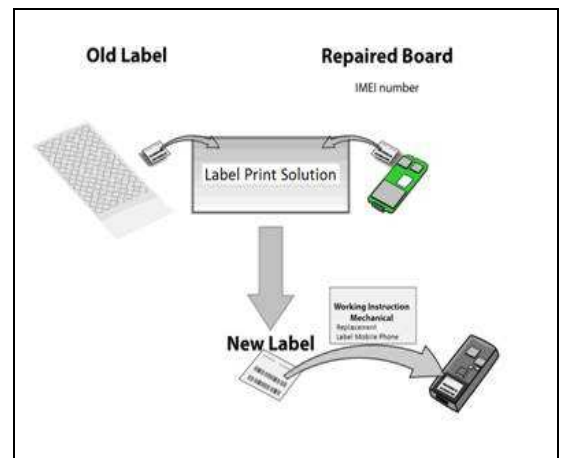 Old Label
Repaired Board
IMEI number
Label Print Solution
Working Instruction
Mechanical
Replacement
Label Mobile Phone
New Label